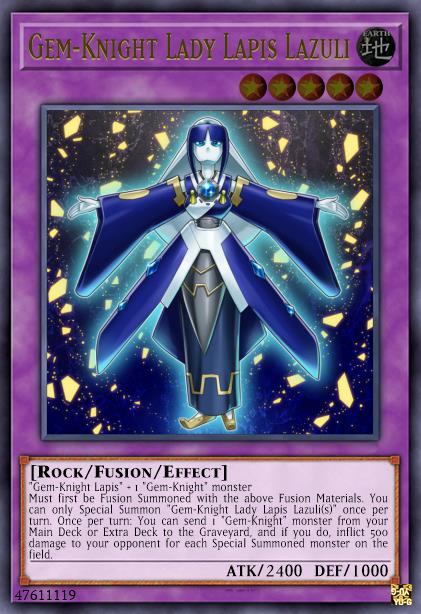 GEM-KNIGHT LADY LAPIS LAZULI
EARTH
地
[ROCK/FUSION/EFFECT]
"Gem-Knight Lapis" + 1 "Gem-Knight" monster
Must first be Fusion Summoned with the above Fusion Materials. You
can only Special Summon "Gem-Knight Lady Lapis Lazuli(s)" once per
turn. Once per turn: You can send 1 "Gem-Knight" monster from your
Main Deck or Extra Deck to the Graveyard, and if you do, inflict 500
damage to your opponent for each Special Summoned monster on the
field.
ATK/2400 DEF/1000
47611119